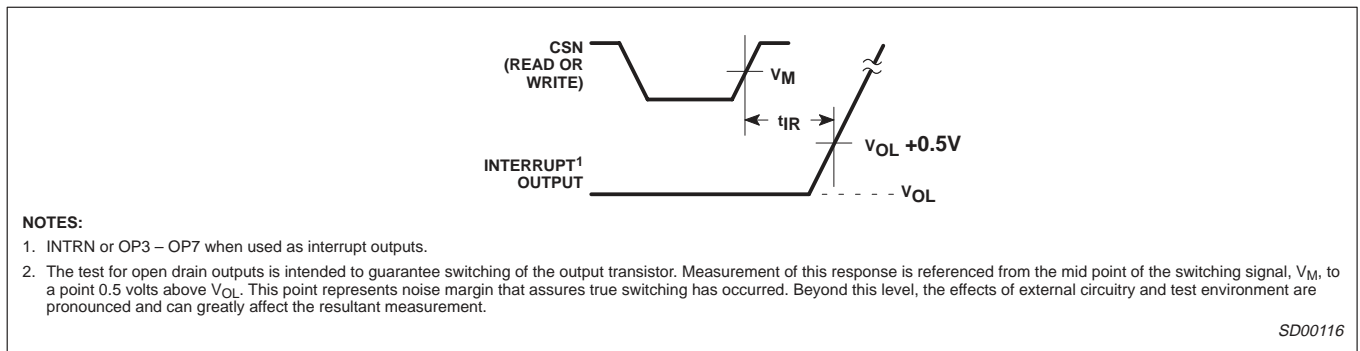 CSN
(READ OR
WRITE)
VM
tIR
VOL +0.5V
INTERRUPT1
OUTPUT
VOL
NOTES:
1. INTRN or OP3 – OP7 when used as interrupt outputs.
2. The test for open drain outputs is intended to guarantee switching of the output transistor. Measurement of this response is referenced from the mid point of the switching signal, VM, to
a point 0.5 volts above VOL. This point represents noise margin that assures true switching has occurred. Beyond this level, the effects of external circuitry and test environment are
pronounced and can greatly affect the resultant measurement.
SD00116